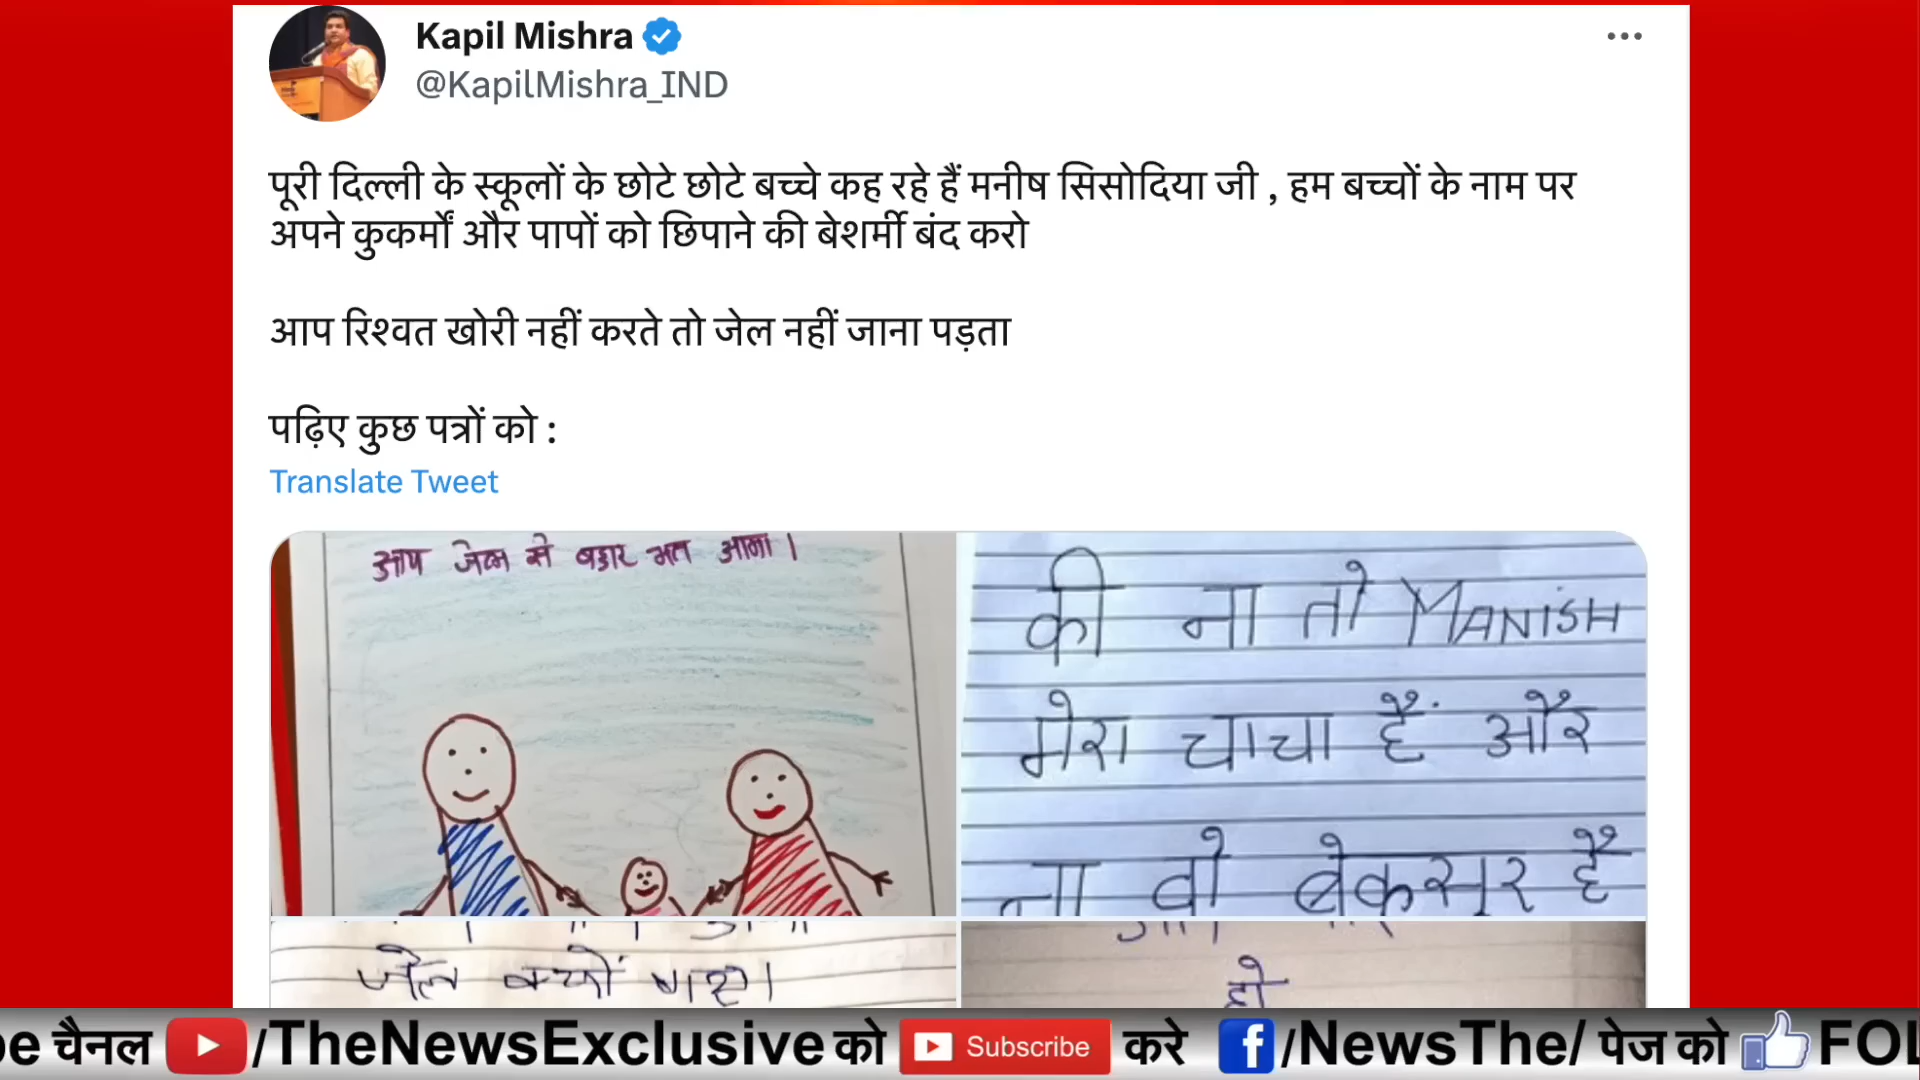 Kapil Mishra
@KapilMishra_IND
पूरी दिल्ली के स्कूलों के छोटे छोटे बच्चे कह रहे हैं मनीष सिसोदिया जी , हम बच्चों के नाम पर
अपने कुकर्मों और पापों को छिपाने की बेशर्मी बंद करो
आप रिश्वत खोरी नहीं करते तो जेल नहीं जाना पड़ता
पढ़िए कुछ पत्रों को :
Translate Tweet
आप जेल से बहार मत आना।
की ना तो MANiSH
मेरा चाचा हैं और
ना वो बेकसूर हैं
जेल
हो
be चैनल /TheNewsExclusive को Subscribe करे f /NewsThe/ पेज को FOL